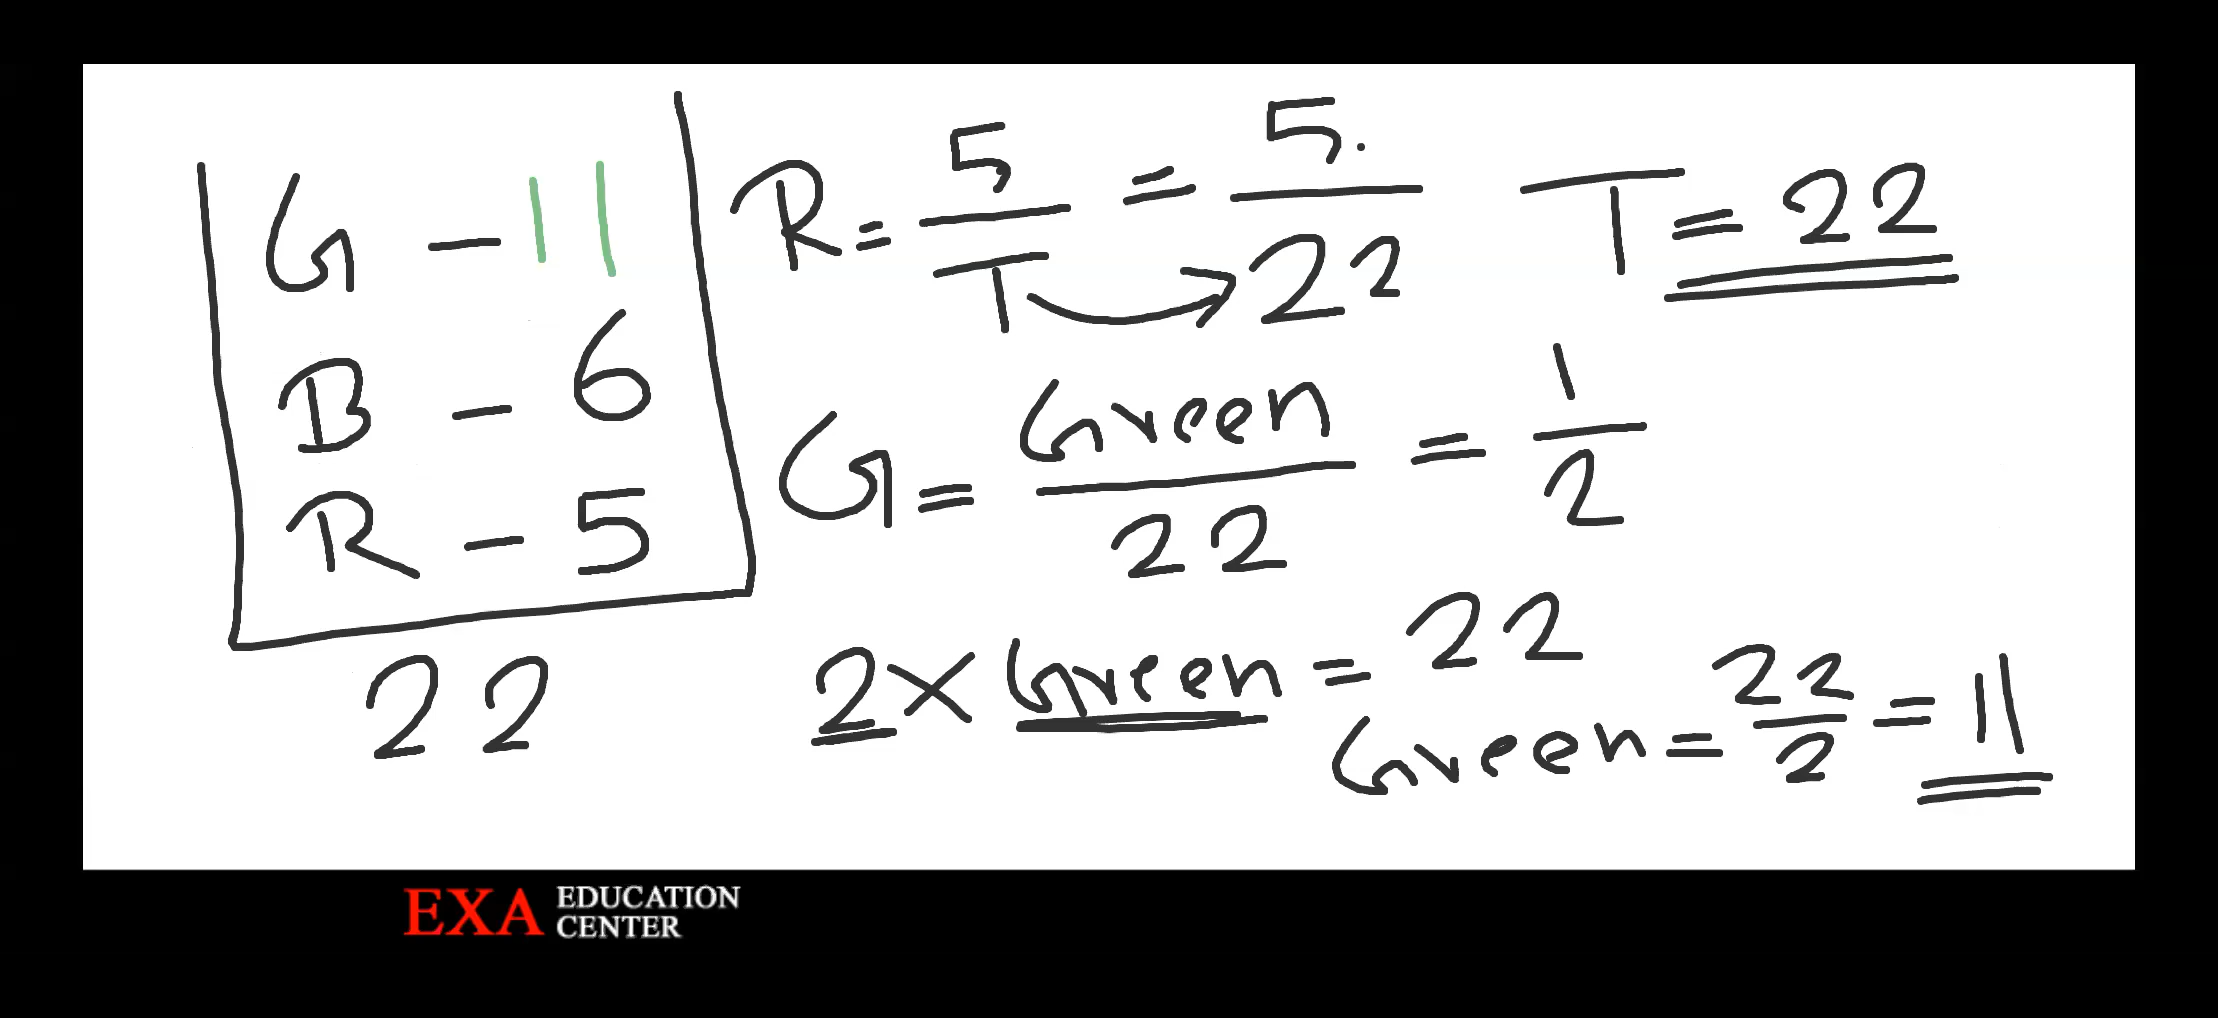 G - 11
B - 6
R - 5
22
R = 5/T = 5./22
T = 22
G = Green/22 = 1/2
2 × Green = 22
Green = 22/2 = 11
EXA EDUCATION
CENTER